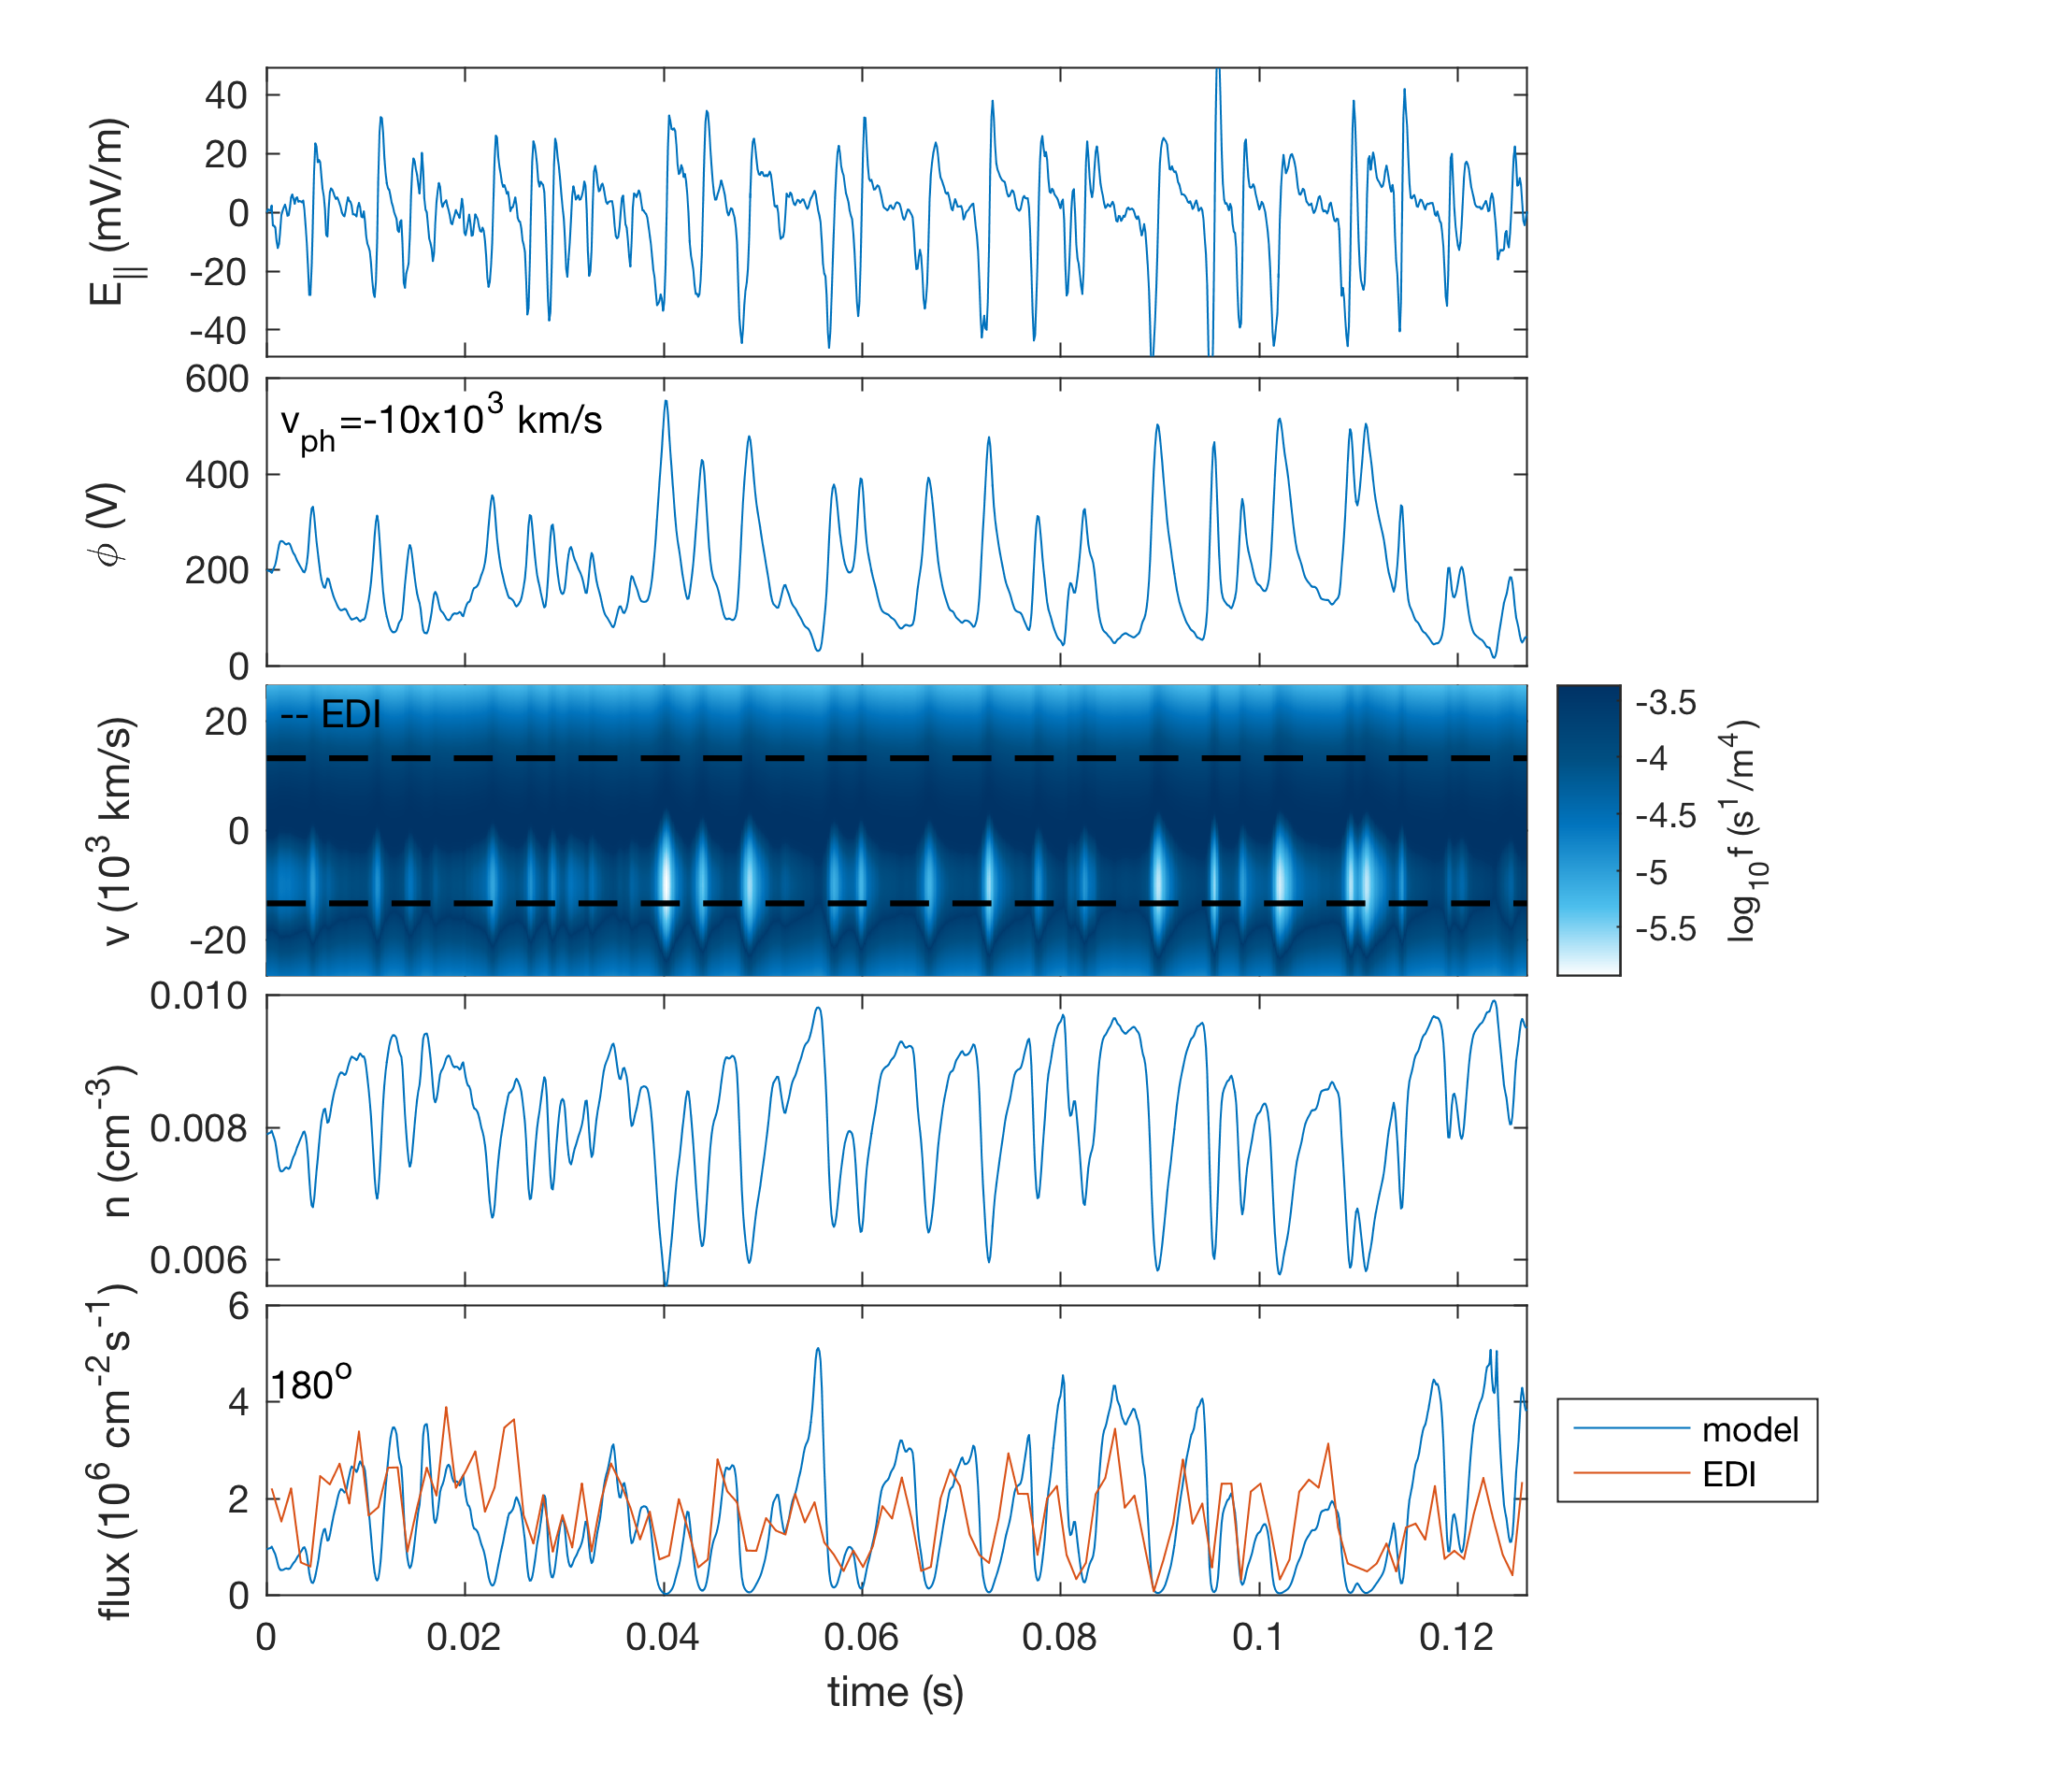 40
20
0
-20
-40
E|| (mV/m)
600
400
200
0
ϕ (V)
vph=-10x10^3 km/s
20
0
-20
v (10^3 km/s)
-- EDI
-3.5
-4
-4.5
-5
-5.5
log10 f (s^1/m^4)
0.010
0.008
0.006
n (cm^-3)
6
4
2
0
flux (10^6 cm^-2 s^-1)
180°
model
EDI
0 0.02 0.04 0.06 0.08 0.1 0.12
time (s)